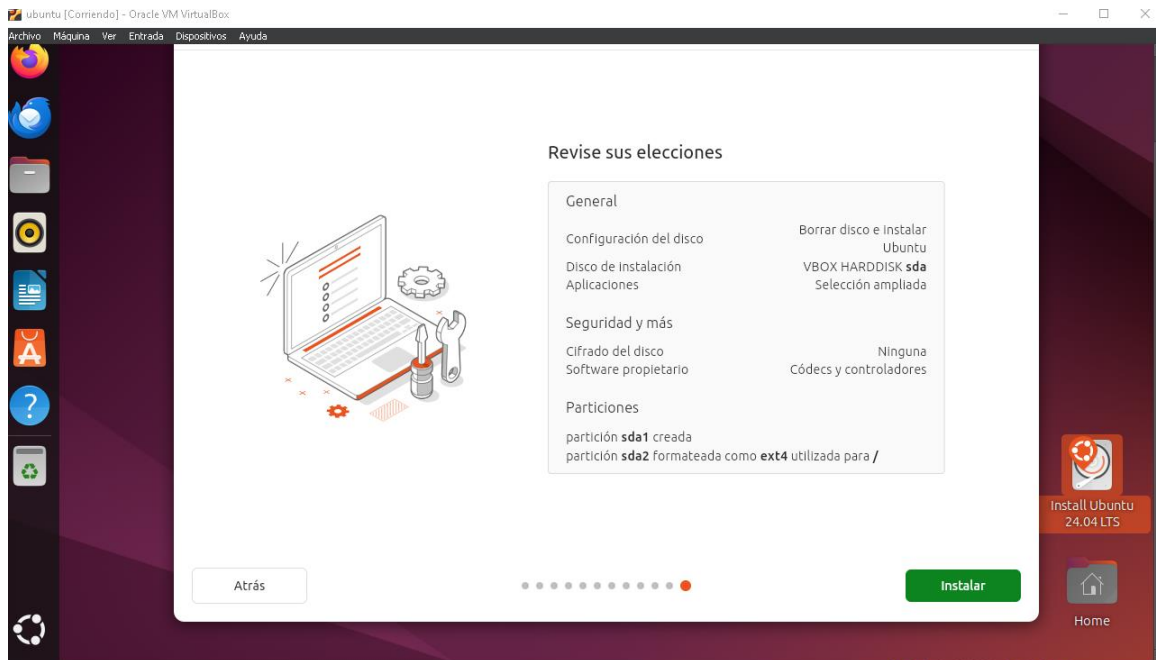 ubuntu [Corriendo] - Oracle VM VirtualBox
Archivo Máquina Ver Entrada Dispositivos Ayuda
Revise sus elecciones
General
Configuración del disco Borrar disco e instalar
Ubuntu
Disco de instalación VBOX HARDDISK sda
Aplicaciones Selección ampliada
Seguridad y más
Cifrado del disco Ninguna
Software propietario Códecs y controladores
Particiones
partición sda1 creada
partición sda2 formateada como ext4 utilizada para /
Install Ubuntu
24.04 LTS
Atrás
Instalar
Home